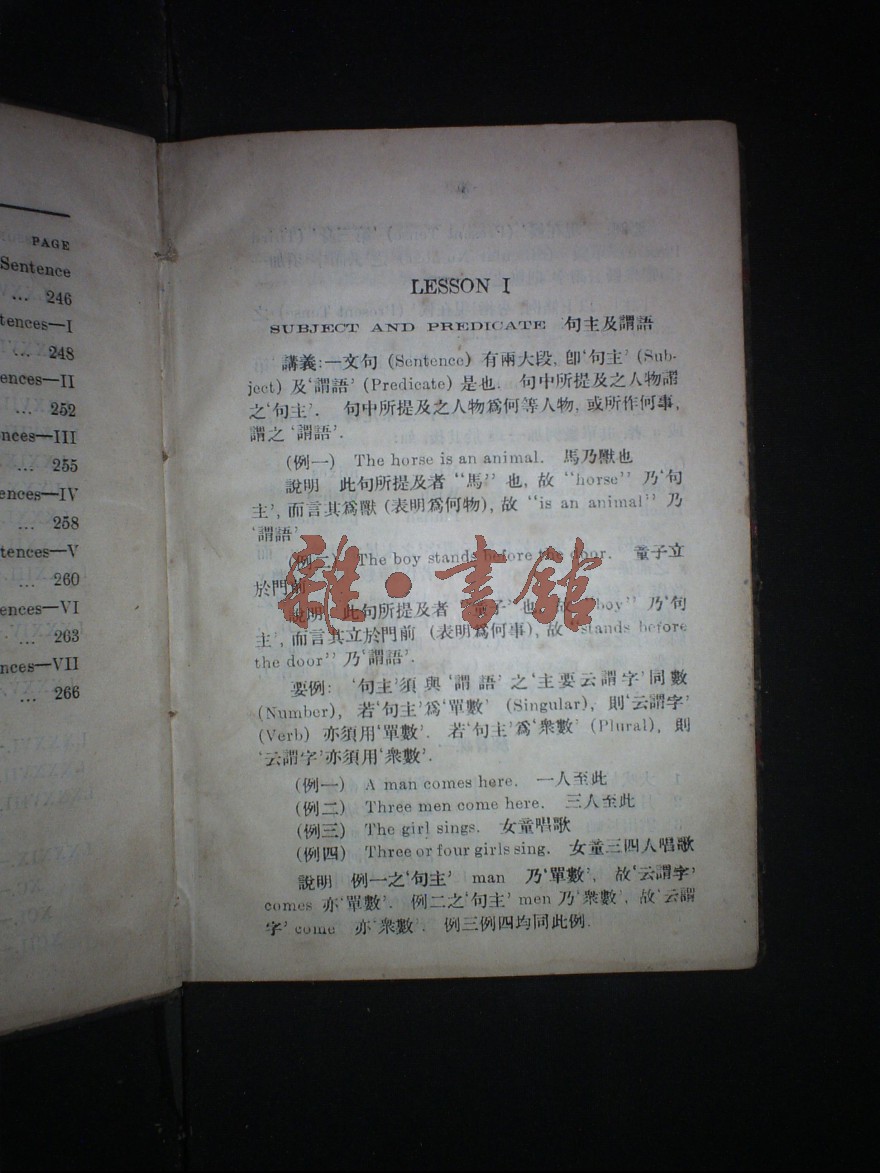 PAGE
Sentence
... 246
tences—I
... 248
ences—II
... 252
ences—III
... 255
ences—IV
... 258
tences—V
... 260
ences—VI
... 263
nces—VII
... 266
LESSON I
SUBJECT AND PREDICATE 句主及謂語
講義:—文句 (Sentence) 有兩大段, 卽‘句主’ (Sub-
ject) 及‘謂語’ (Predicate) 是也. 句中所提及之人物謂
之‘句主’. 句中所提及之人物爲何等人物, 或所作何事,
謂之‘謂語’.
(例一) The horse is an animal. 馬乃獸也
說明 此句所提及者 “馬” 也, 故 “horse” 乃‘句
主’, 而言其爲獸 (表明爲何物), 故 “is an animal” 乃
‘謂語’
(例二) The boy stands before the door. 童子立
於門前
說明 此句所提及者 “童子” 也, 故 “boy” 乃‘句
主’, 而言其立於門前 (表明爲何事), 故 “stands before
the door” 乃‘謂語’.
要例: ‘句主’須與‘謂語’之‘主要云謂字’同數
(Number), 若‘句主’爲‘單數’ (Singular), 則‘云謂字’
(Verb) 亦須用‘單數’. 若‘句主’爲‘衆數’ (Plural), 則
‘云謂字’亦須用‘衆數’.
(例一) A man comes here. 一人至此
(例二) Three men come here. 三人至此
(例三) The girl sings. 女童唱歌
(例四) Three or four girls sing. 女童三四人唱歌
說明 例一之‘句主’ man 乃‘單數’, 故‘云謂字’
comes 亦‘單數’. 例二之‘句主’ men 乃‘衆數’, 故‘云謂
字’ come 亦‘衆數’. 例三例四均同此例.
雜·書館